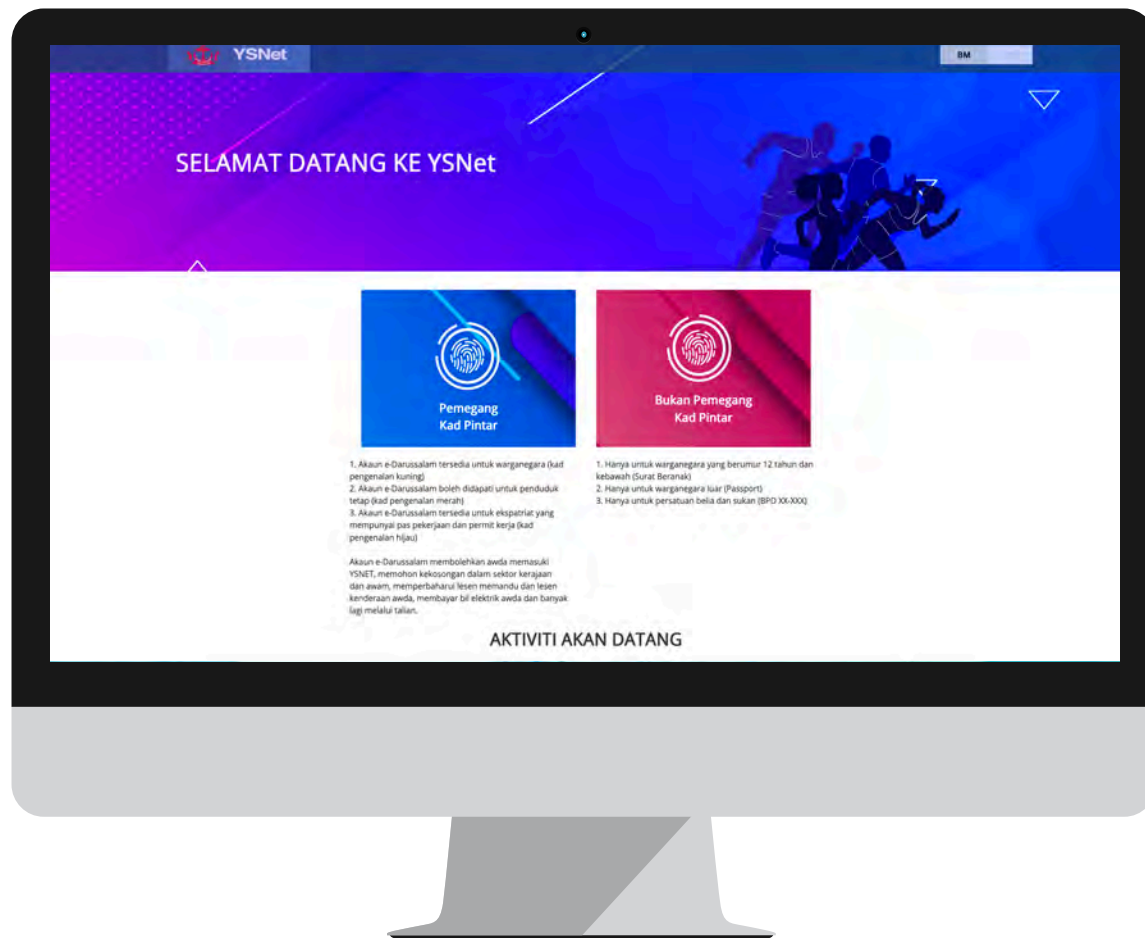 YSNet
BM
SELAMAT DATANG KE YSNet
Pemegang
Kad Pintar
1. Akaun e-Darussalam tersedia untuk warganegara (kad
pengenalan kuning)
2. Akaun e-Darussalam boleh didapati untuk penduduk
tetap (kad pengenalan merah)
3. Akaun e-Darussalam tersedia untuk ekspatriat yang
mempunyai pas pekerjaan dan permit kerja (kad
pengenalan hijau)
Akaun e-Darussalam membolehkan awda memasuki
YSNET, memohon kekosongan dalam sektor kerajaan
dan awam, memperbaharui lesen memandu dan lesen
kenderaan awda, membayar bil elektrik awda dan banyak
lagi melalui talian.
Bukan Pemegang
Kad Pintar
1. Hanya untuk warganegara yang berumur 12 tahun dan
kebawah (Surat Beranak)
2. Hanya untuk warganegara luar (Passport)
3. Hanya untuk persatuan belia dan sukan (BPD XX-XXX)
AKTIVITI AKAN DATANG